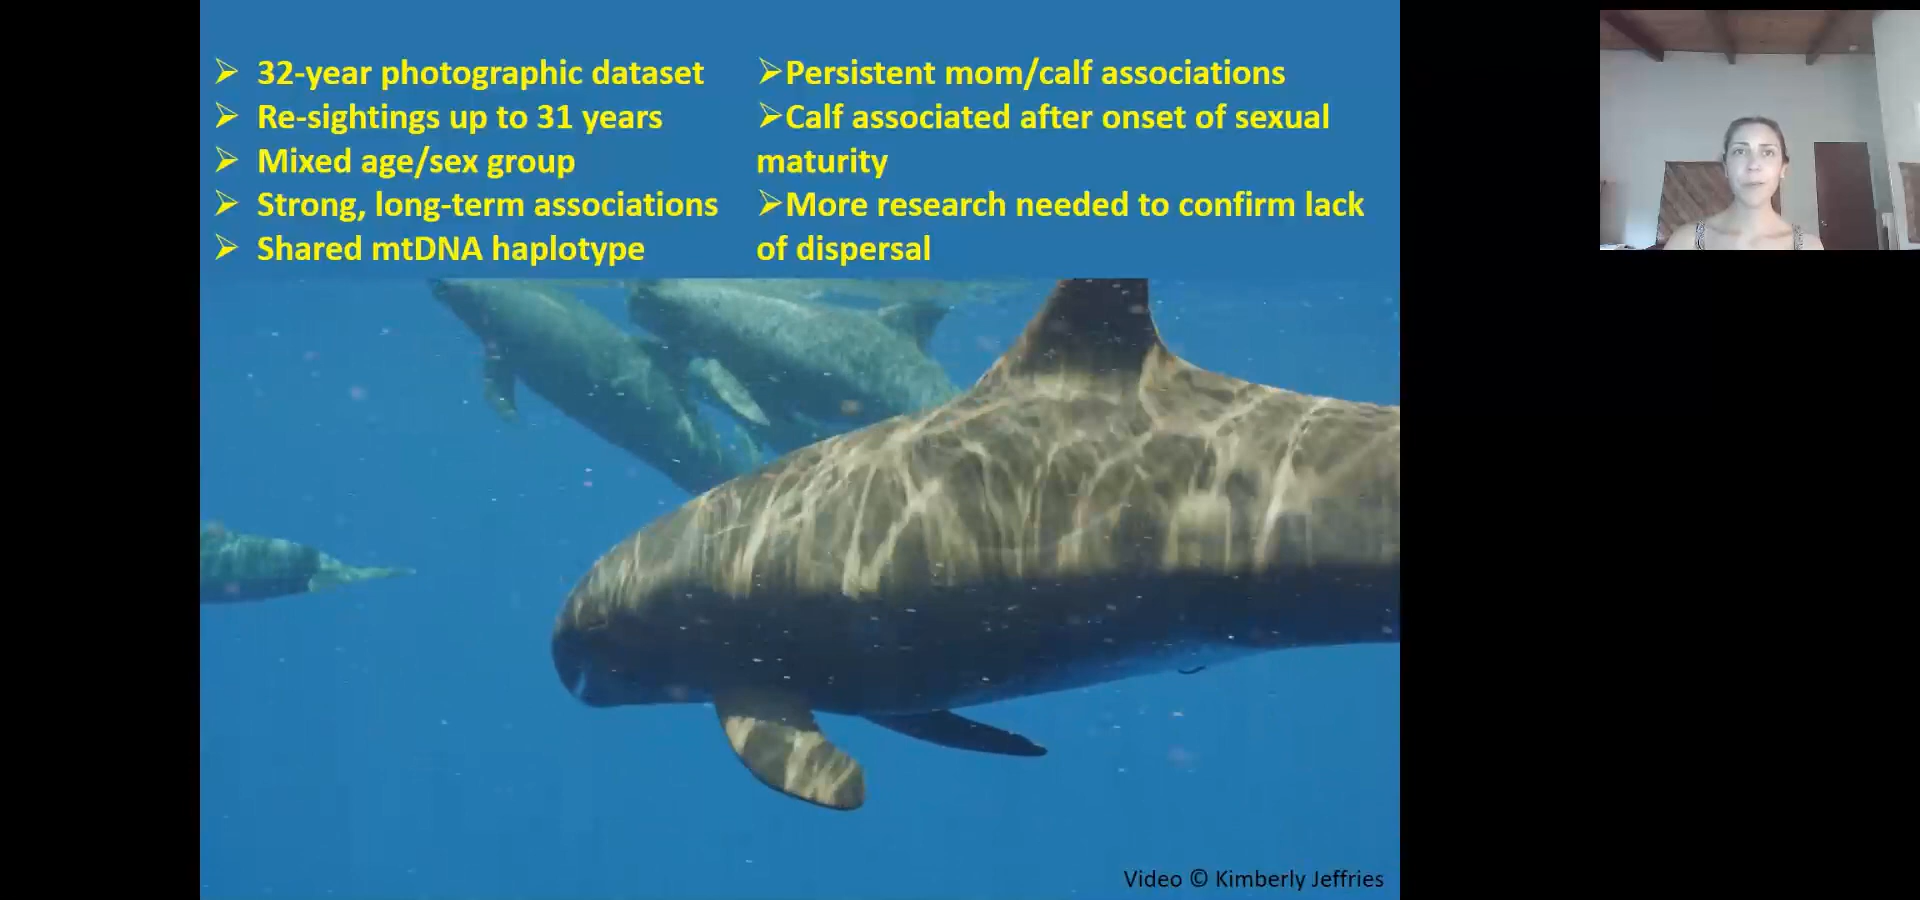 ➢ 32-year photographic dataset
➢ Re-sightings up to 31 years
➢ Mixed age/sex group
➢ Strong, long-term associations
➢ Shared mtDNA haplotype
➢Persistent mom/calf associations
➢Calf associated after onset of sexual
maturity
➢More research needed to confirm lack
of dispersal
Video © Kimberly Jeffries